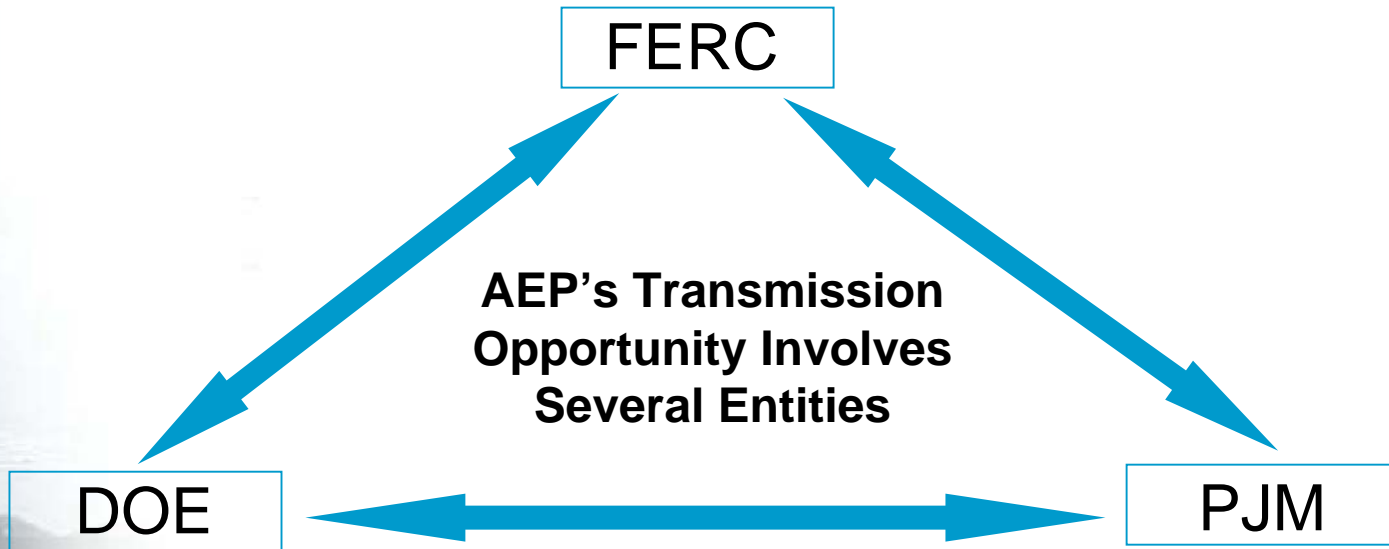 FERC
AEP’s Transmission
Opportunity Involves
Several Entities
DOE
PJM